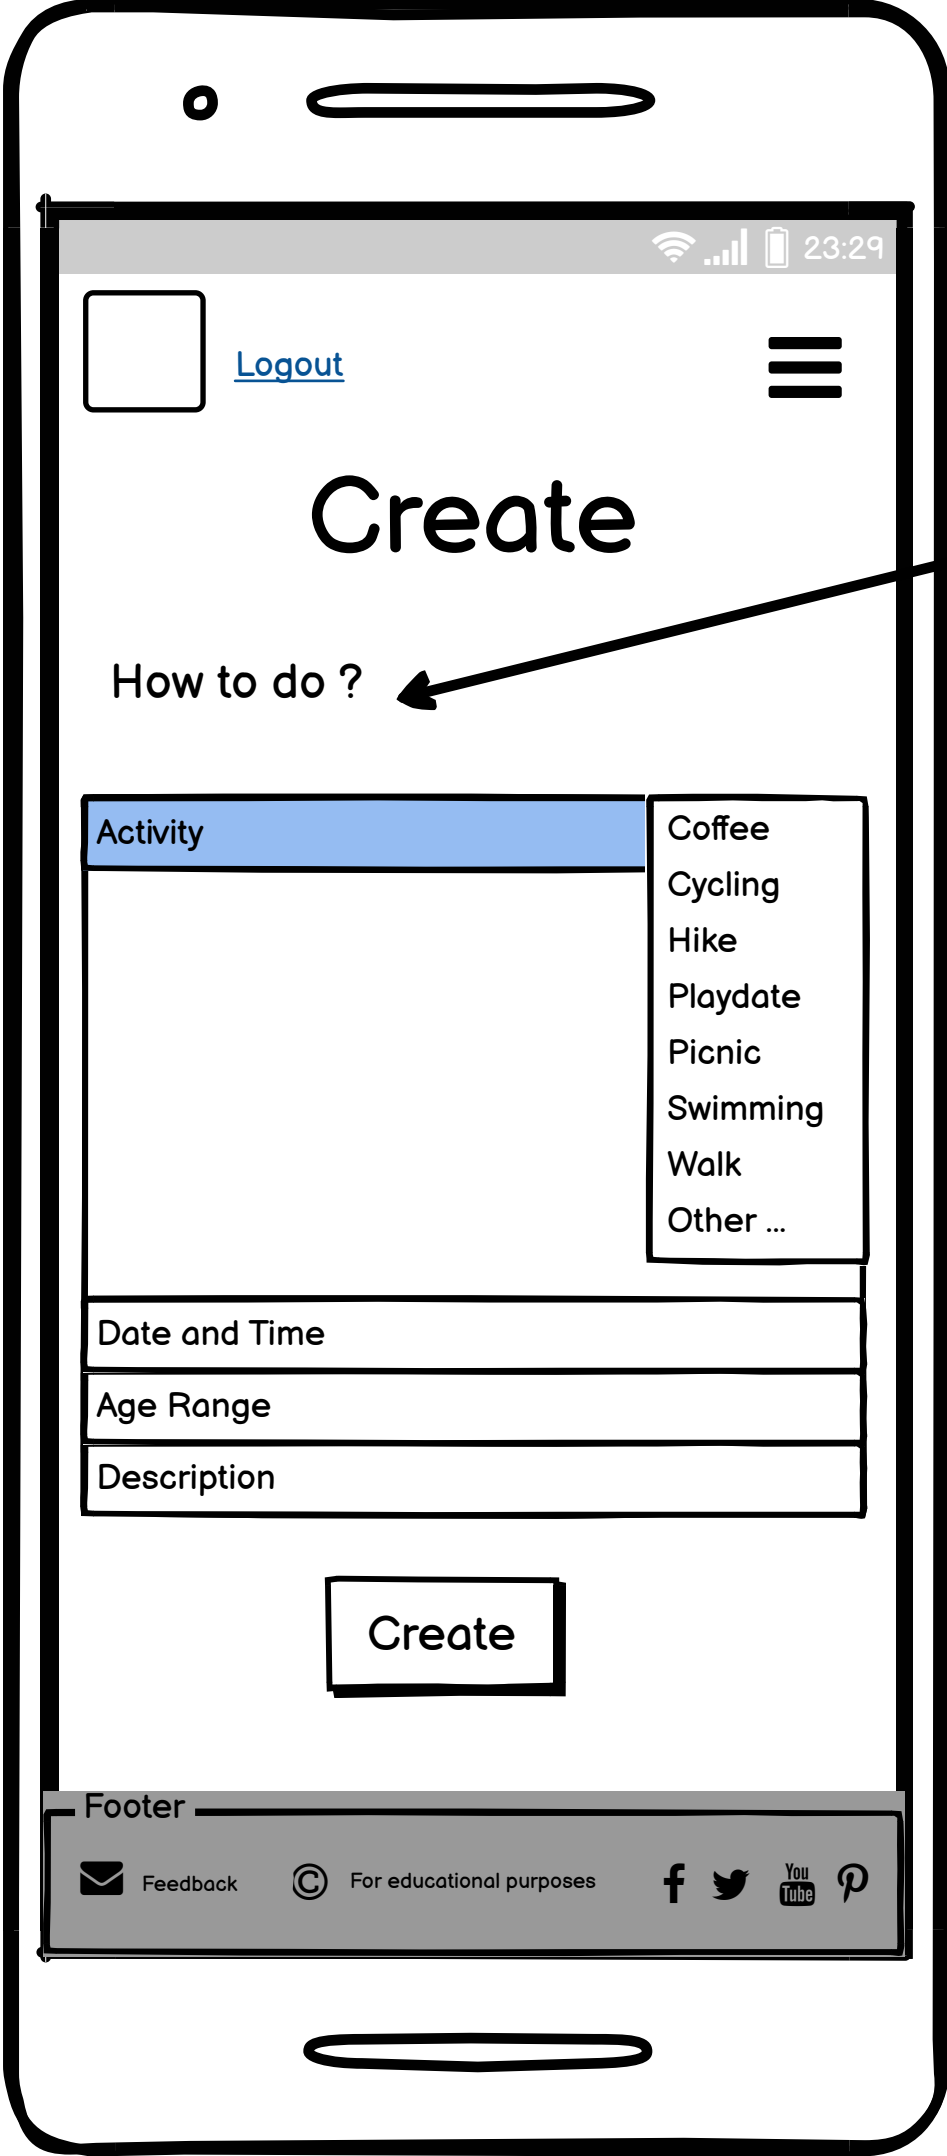 23:29
Logout
Create
How to do ?
Activity
Coffee
Cycling
Hike
Playdate
Picnic
Swimming
Walk
Other ...
Date and Time
Age Range
Description
Create
Footer
Feedback
© For educational purposes
You
Tube